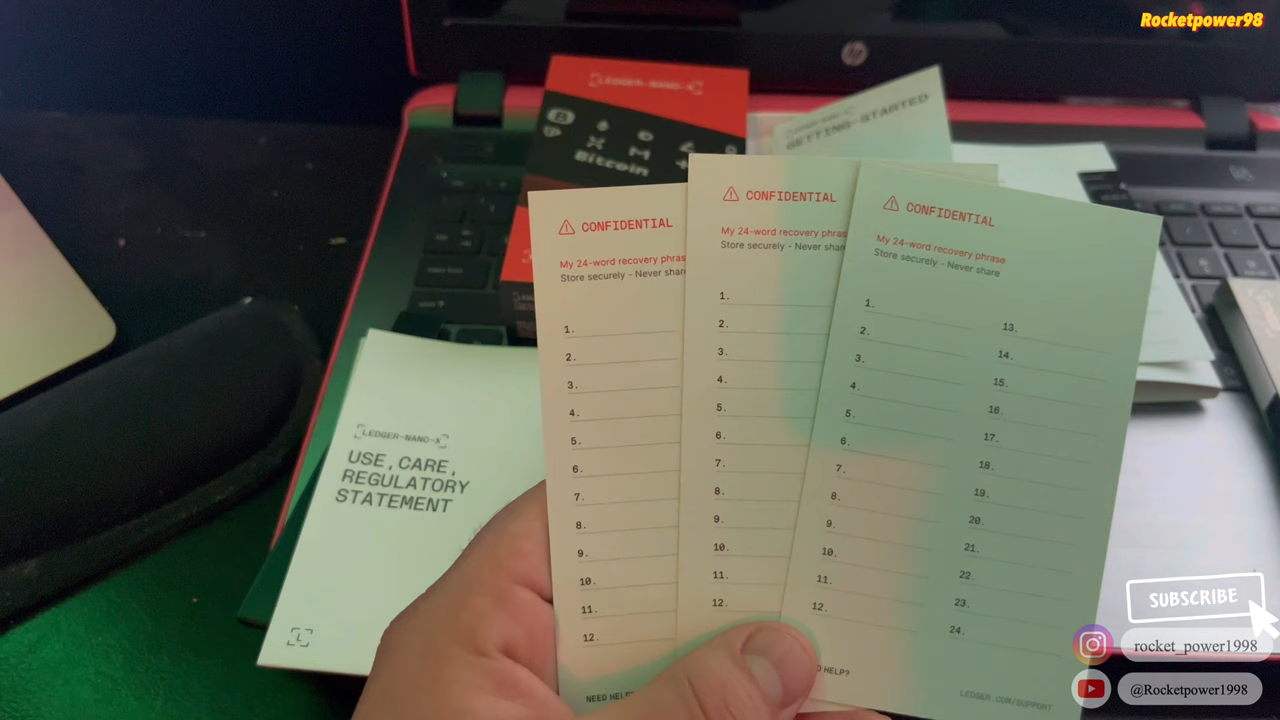 Rocketpower98
hp
LEDGER-NANO-X
B
Bitcoin
GETTING-STARTED
LEDGER-NANO-X
USE, CARE,
REGULATORY
STATEMENT
L
CONFIDENTIAL
My 24-word recovery phras
Store securely - Never shar
1.
2.
3.
4.
5.
6.
7.
8.
9.
10.
11.
12.
NEED HELP?
CONFIDENTIAL
My 24-word recovery phra
Store securely - Never shar
1.
2.
3.
4.
5.
6.
7.
8.
9.
10.
11.
12.
CONFIDENTIAL
My 24-word recovery phrase
Store securely - Never share
1.
2.
3.
4.
5.
6.
7.
8.
9.
10.
11.
12.
13.
14.
15.
16.
17.
18.
19.
20.
21.
22.
23.
24.
D HELP?
LEDGER.COM/SUPPORT
SUBSCRIBE
rocket_power1998
@Rocketpower1998